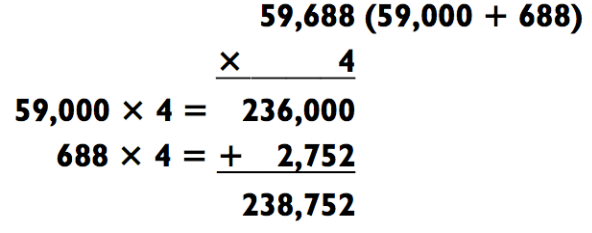 59,688 (59,000 + 688)
× 4
59,000 × 4 = 236,000
688 × 4 = + 2,752
238,752